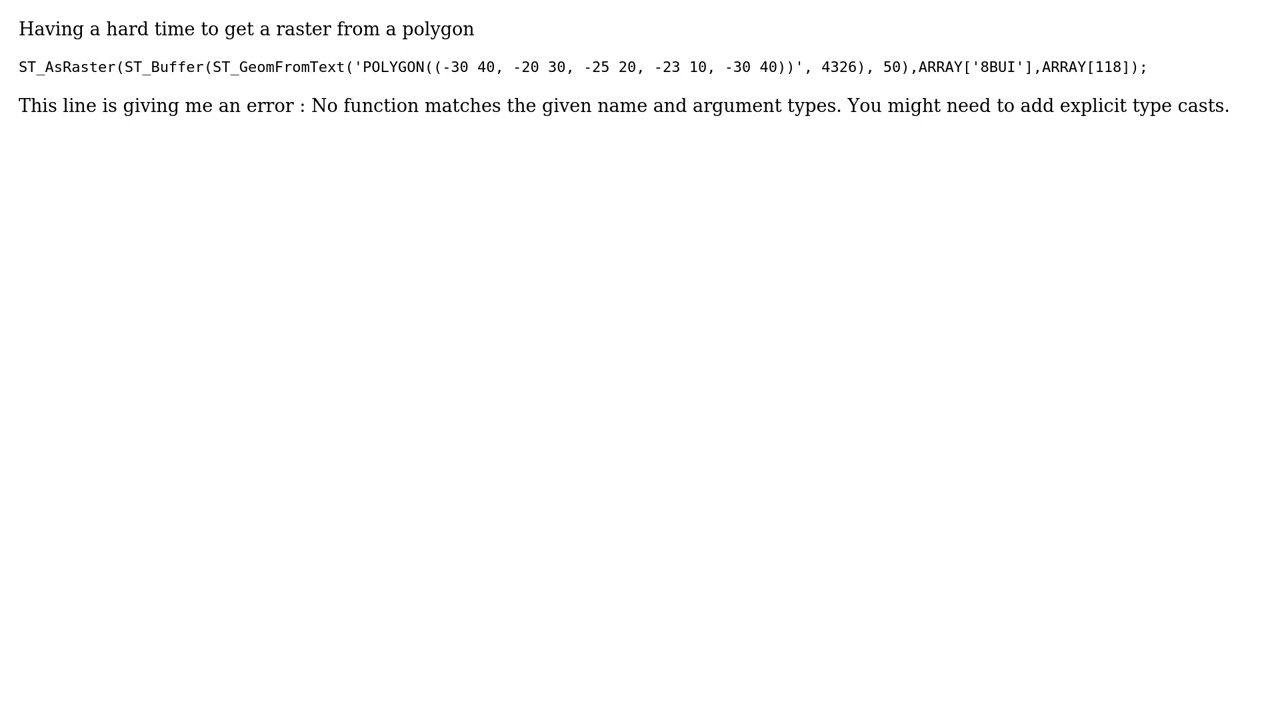 Having a hard time to get a raster from a polygon
ST_AsRaster(ST_Buffer(ST_GeomFromText('POLYGON((-30 40, -20 30, -25 20, -23 10, -30 40))', 4326), 50),ARRAY['8BUI'],ARRAY[118]);
This line is giving me an error : No function matches the given name and argument types. You might need to add explicit type casts.